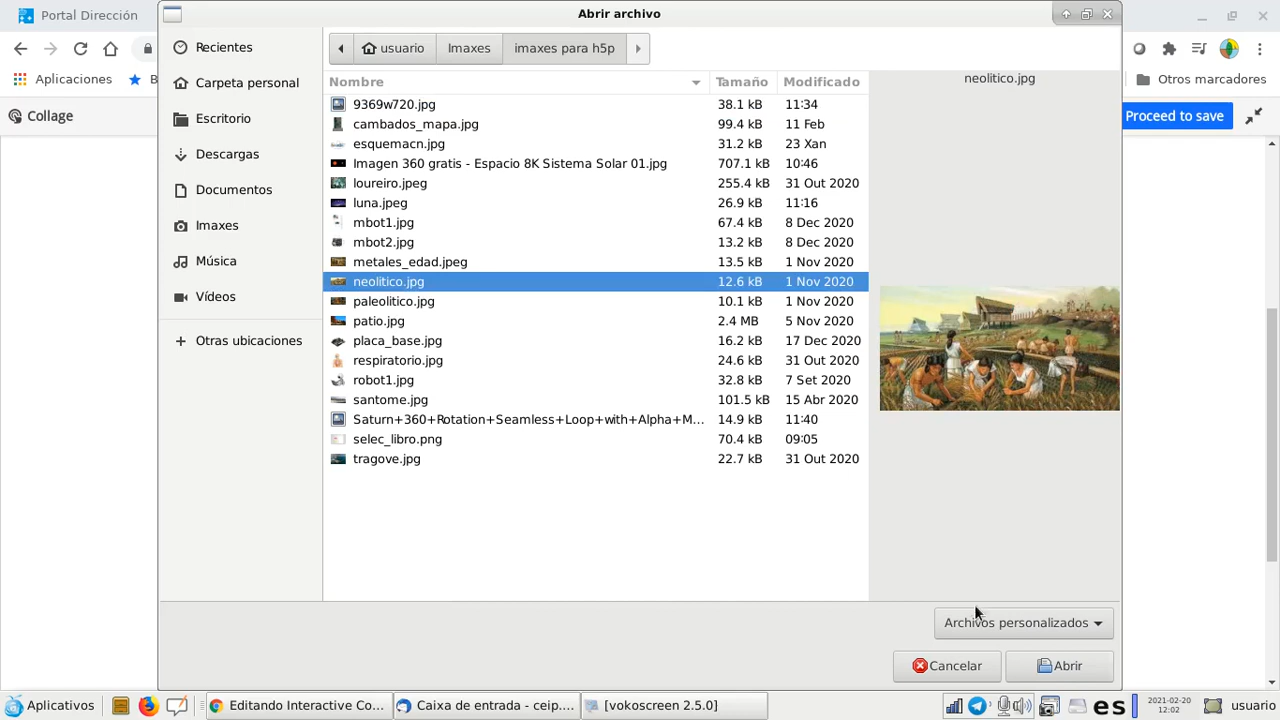 Portal Dirección
Abrir archivo
Aplicaciones
B
Otros marcadores
Collage
Proceed to save
Recientes
Carpeta personal
Escritorio
Descargas
Documentos
Imaxes
Música
Vídeos
Otras ubicaciones
usuario
Imaxes
imaxes para h5p
Nombre Tamaño Modificado
9369w720.jpg 38.1 kB 11:34
cambados_mapa.jpg 99.4 kB 11 Feb
esquemacn.jpg 31.2 kB 23 Xan
Imagen 360 gratis - Espacio 8K Sistema Solar 01.jpg 707.1 kB 10:46
loureiro.jpeg 255.4 kB 31 Out 2020
luna.jpeg 26.9 kB 11:16
mbot1.jpg 67.4 kB 8 Dec 2020
mbot2.jpg 13.2 kB 8 Dec 2020
metales_edad.jpeg 13.5 kB 1 Nov 2020
neolitico.jpg 12.6 kB 1 Nov 2020
paleolitico.jpg 10.1 kB 1 Nov 2020
patio.jpg 2.4 MB 5 Nov 2020
placa_base.jpg 16.2 kB 17 Dec 2020
respiratorio.jpg 24.6 kB 31 Out 2020
robot1.jpg 32.8 kB 7 Set 2020
santome.jpg 101.5 kB 15 Abr 2020
Saturn+360+Rotation+Seamless+Loop+with+Alpha+M... 14.9 kB 11:40
selec_libro.png 70.4 kB 09:05
tragove.jpg 22.7 kB 31 Out 2020
neolitico.jpg
Archivos personalizados
Cancelar
Abrir
Aplicativos
Editando Interactive Co...
Caixa de entrada - ceip....
[vokoscreen 2.5.0]
es
2021-02-20
12:02
usuario